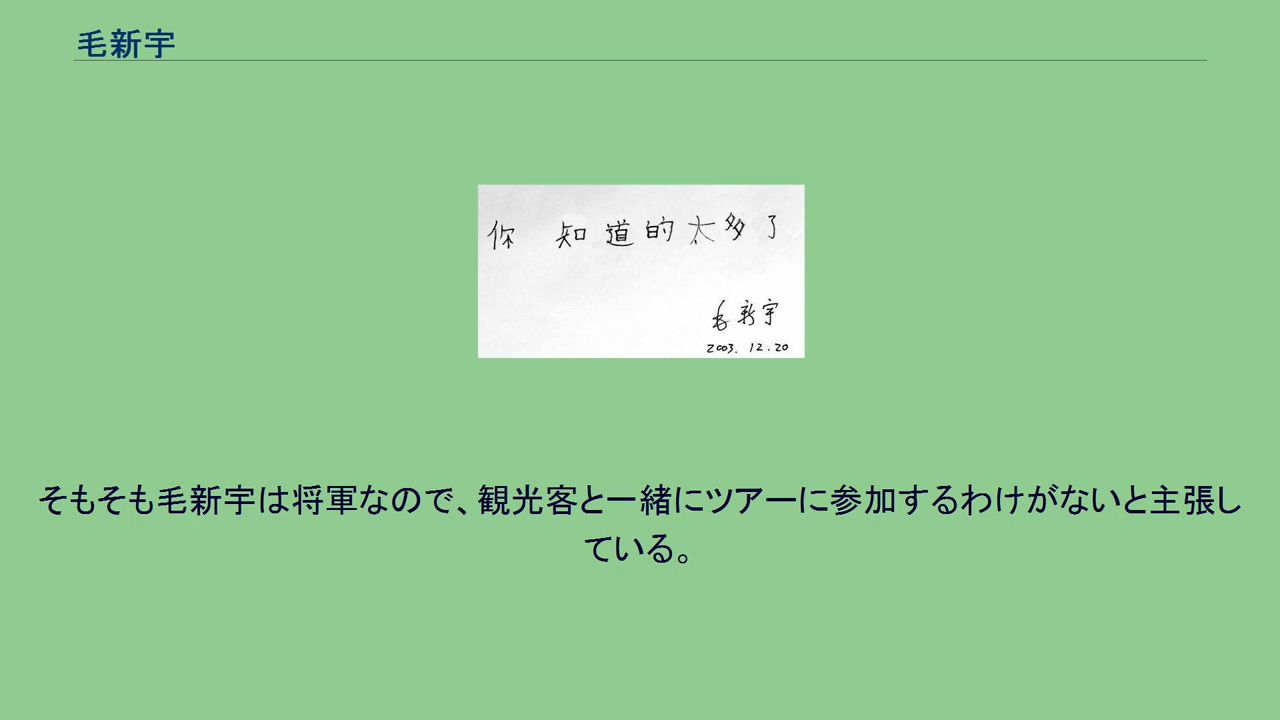 毛新宇
你 知道的太多了
毛新宇
2003.12.20
そもそも毛新宇は将軍なので、観光客と一緒にツアーに参加するわけがないと主張し
ている。